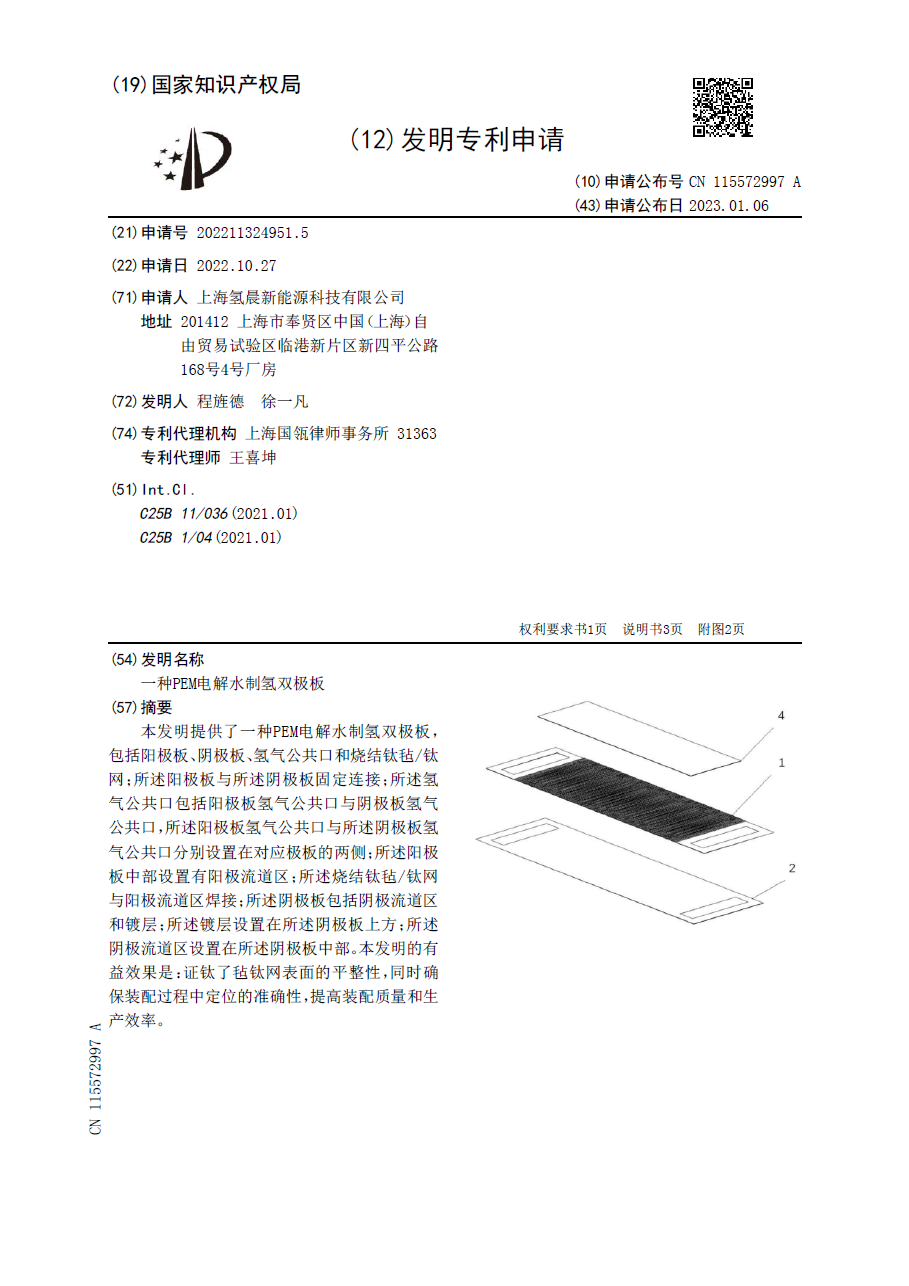 (19)国家知识产权局
(12)发明专利申请
(10)申请公布号 CN 115572997 A
(43)申请公布日 2023.01.06
(21)申请号 202211324951.5
(22)申请日 2022.10.27
(71)申请人 上海氢晨新能源科技有限公司
地址 201412 上海市奉贤区中国(上海)自
由贸易试验区临港新片区新四平公路
168号4号厂房
(72)发明人 程旌德 徐一凡
(74)专利代理机构 上海国瓴律师事务所 31363
专利代理师 王喜坤
(51)Int.Cl.
C25B 11/036(2021.01)
C25B 1/04(2021.01)
权利要求书1页 说明书3页 附图2页
(54)发明名称
一种PEM电解水制氢双极板
(57)摘要
本发明提供了一种PEM电解水制氢双极板,
包括阳极板、阴极板、氢气公共口和烧结钛毡/钛
网;所述阳极板与所述阴极板固定连接;所述氢
气公共口包括阳极板氢气公共口与阴极板氢气
公共口,所述阳极板氢气公共口与所述阴极板氢
气公共口分别设置在对应极板的两侧;所述阳极
板中部设置有阳极流道区;所述烧结钛毡/钛网
与阳极流道区焊接;所述阴极板包括阴极流道区
和镀层;所述镀层设置在所述阴极板上方;所述
阴极流道区设置在所述阴极板中部。本发明的有
益效果是:证钛了毡钛网表面的平整性,同时确
保装配过程中定位的准确性,提高装配质量和生
产效率。
4
1
2
CN 115572997 A